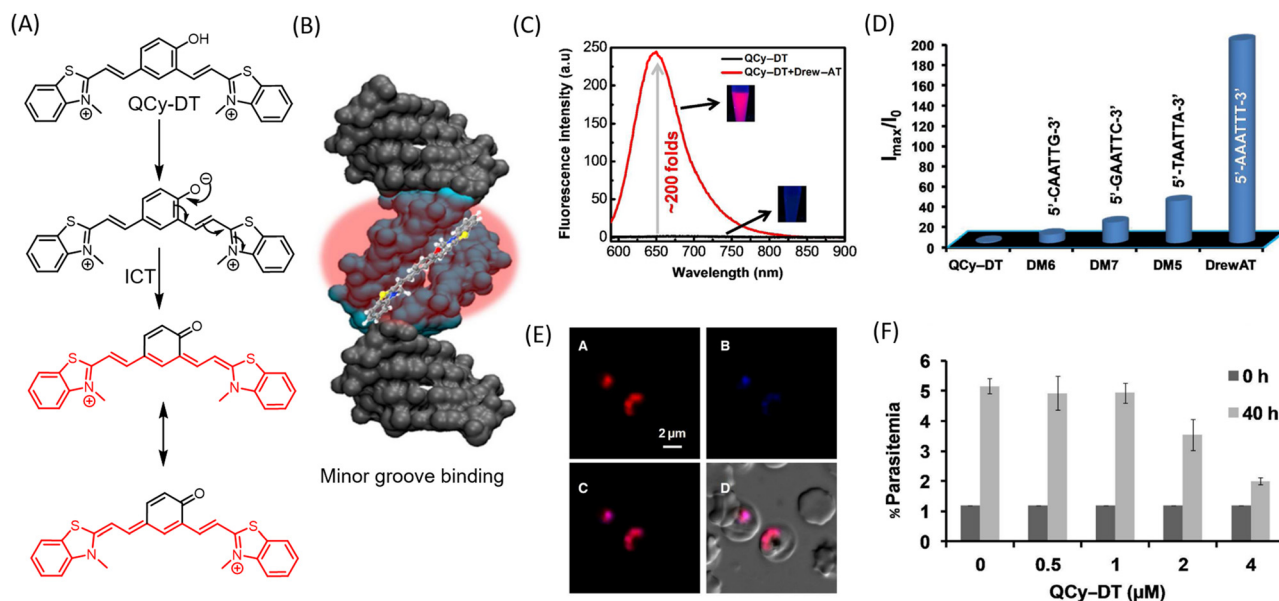 (A)
OH
S
S
N
⊕
N
⊕
QCy-DT
O
⊖
S
S
N
⊕
N
⊕
ICT
O
S
S
N
⊕
N
O
S
S
N
N
⊕
(B)
Minor groove binding
(C)
Fluorescence Intensity (a.u)
250
200
150
100
50
0
QCy–DT
QCy–DT+Drew–AT
~200 folds
600 650 700 750 800 850 900
Wavelength (nm)
(D)
Imax/I0
200
180
160
140
120
100
80
60
40
20
0
5'-CAATTG-3'
5'-GAATTC-3'
5'-TAATTA-3'
5'-AAATTT-3'
QCy–DT DM6 DM7 DM5 DrewAT
(E)
A
B
2 µm
C
D
(F)
% Parasitemia
6
5
4
3
2
1
0
0 h
40 h
0 0.5 1 2 4
QCy–DT (µM)